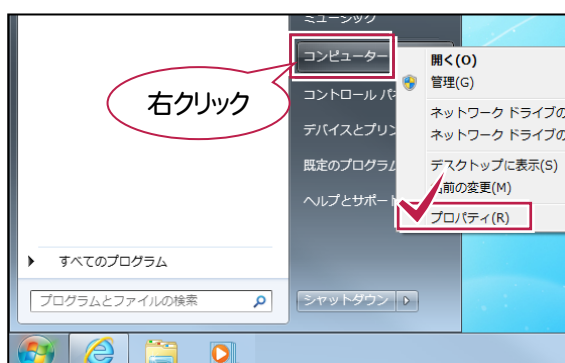 ミュージック
コンピューター
開く(O)
管理(G)
右クリック
コントロール パ
ネットワーク ドライブの
デバイスとプリン
ネットワーク ドライブの
既定のプログラム
デスクトップに表示(S)
前の変更(M)
ヘルプとサポート
プロパティ(R)
すべてのプログラム
プログラムとファイルの検索
シャットダウン